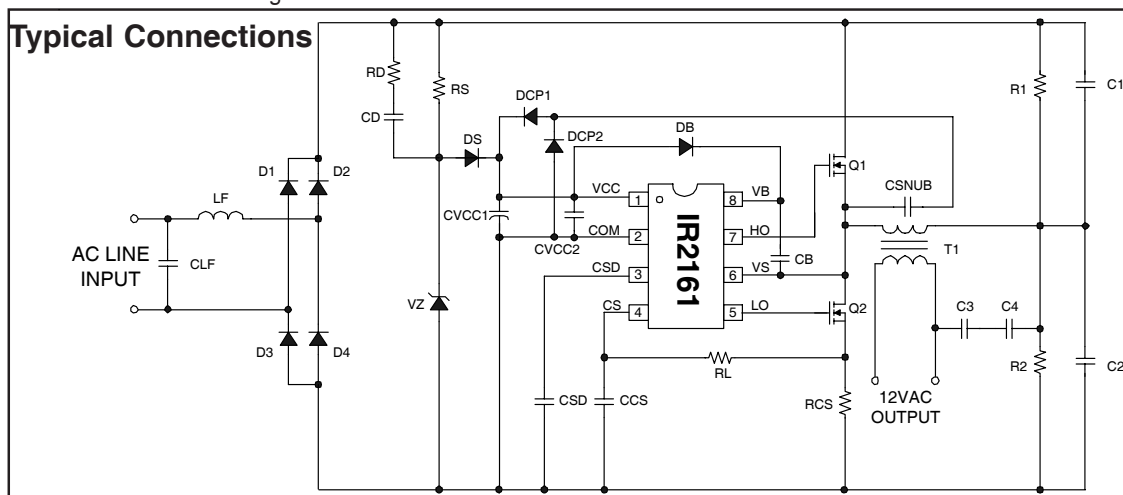 Typical Connections
RD
RS
CD
DCP1
DS
DCP2
DB
R1
C1
D1
D2
LF
AC LINE
INPUT
CLF
D3
D4
VZ
CVCC1
CVCC2
VCC
COM
CSD
CS
1
2
3
4
IR2161
8
7
6
5
VB
HO
VS
LO
CB
Q1
Q2
CSNUB
T1
C3
C4
R2
C2
12VAC
OUTPUT
RL
RCS
CSD
CCS